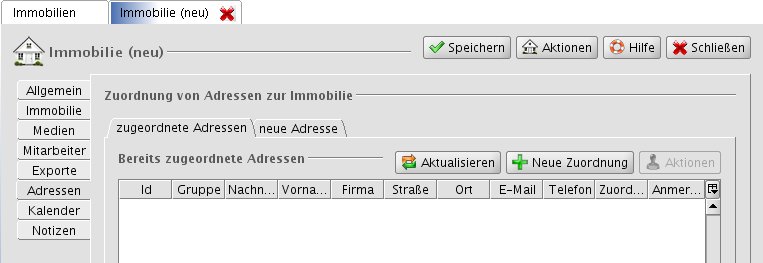 Immobilien Immobilie (neu)
Immobilie (neu) Speichern Aktionen Hilfe Schließen
Allgemein
Immobilie
Medien
Mitarbeiter
Exporte
Adressen
Kalender
Notizen
Zuordnung von Adressen zur Immobilie
zugeordnete Adressen neue Adresse
Bereits zugeordnete Adressen Aktualisieren Neue Zuordnung Aktionen
Id Gruppe Nachn... Vorna... Firma Straße Ort E-Mail Telefon Zuord... Anmer...